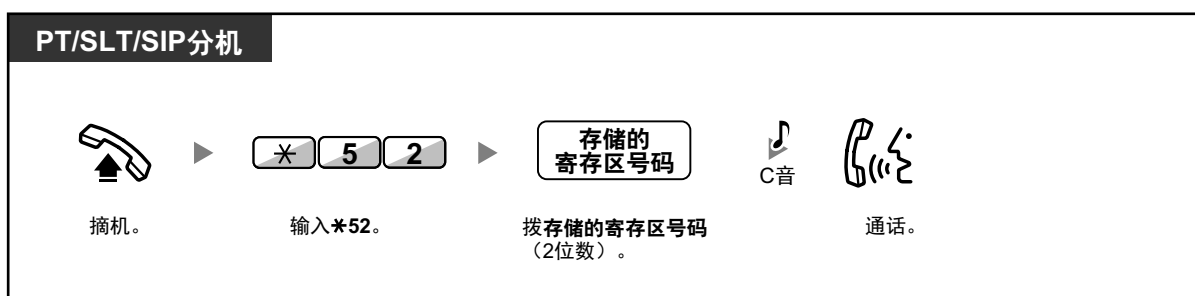 PT/SLT/SIP分机
✳ 5 2
存储的
寄存区号码
C音
摘机。
输入✳52。
拨存储的寄存区号码
（2位数）。
通话。